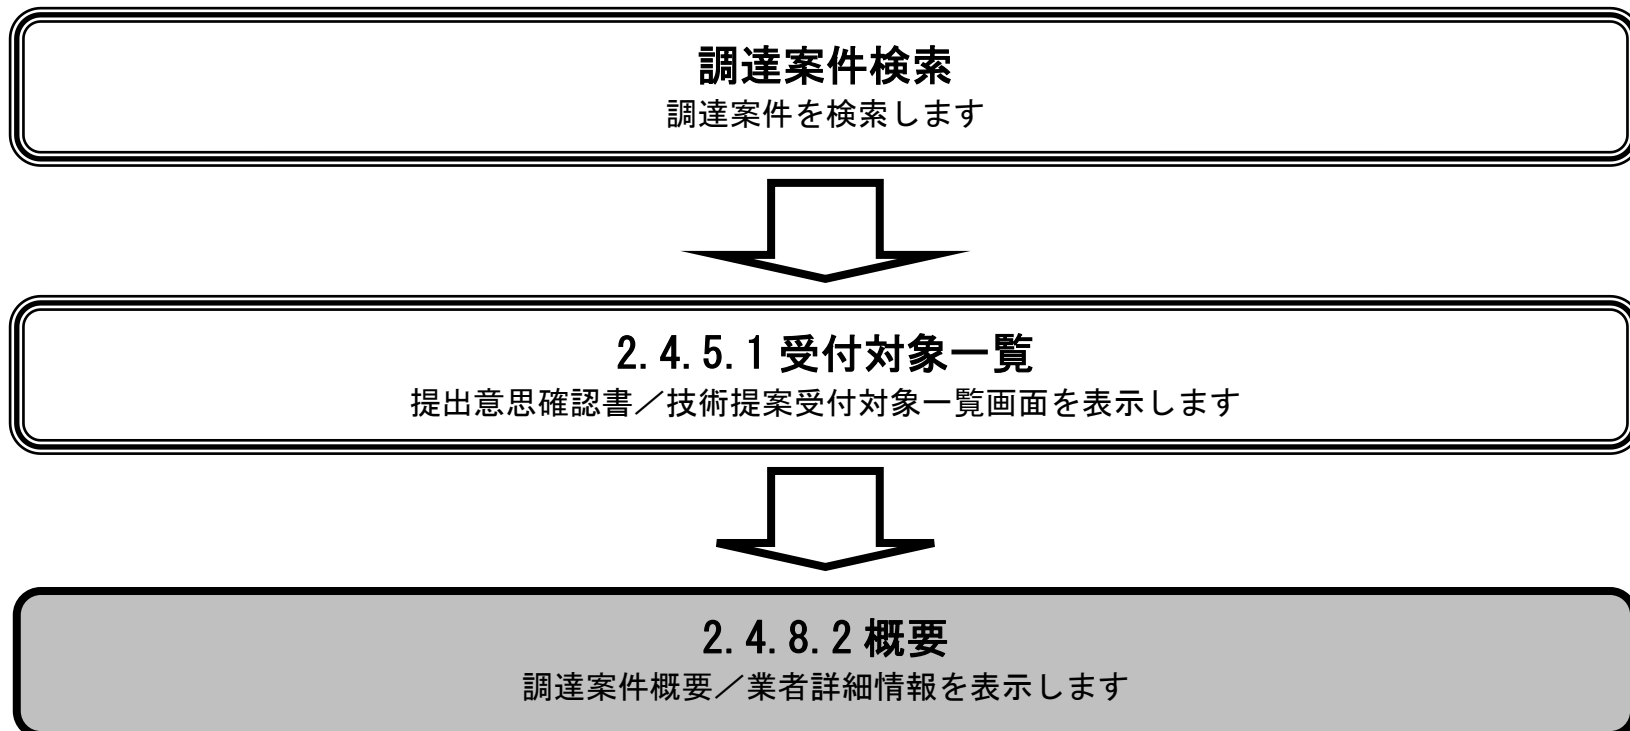 調達案件検索
調達案件を検索します
2.4.5.1 受付対象一覧
提出意思確認書／技術提案受付対象一覧画面を表示します
2.4.8.2 概要
調達案件概要／業者詳細情報を表示します